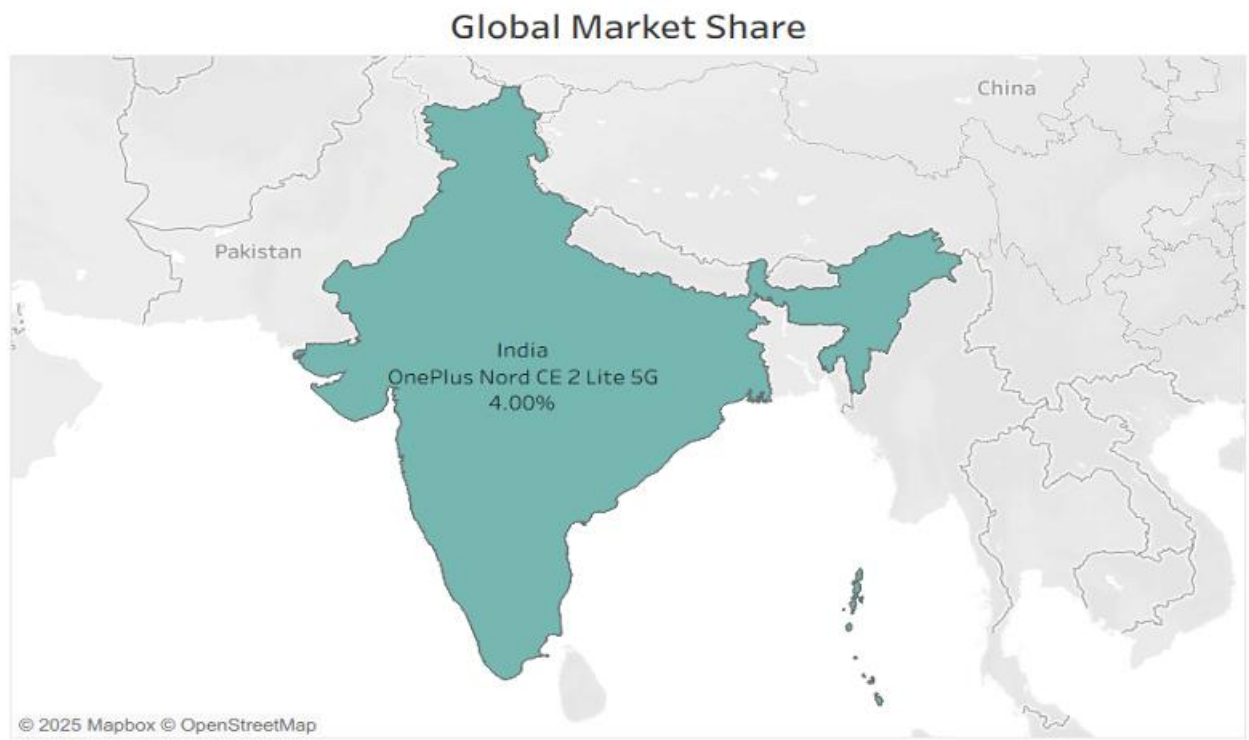 Global Market Share
China
Pakistan
India
OnePlus Nord CE 2 Lite 5G
4.00%
© 2025 Mapbox © OpenStreetMap